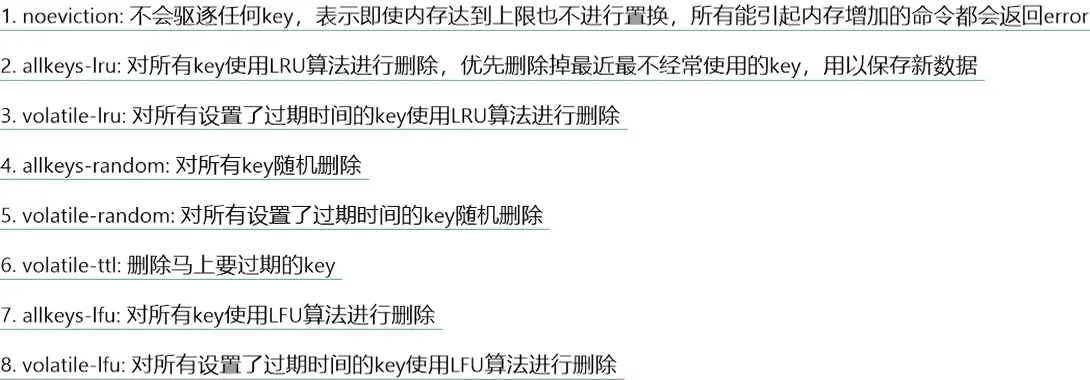 1. noeviction: 不会驱逐任何key，表示即使内存达到上限也不进行置换，所有能引起内存增加的命令都会返回error
2. allkeys-lru: 对所有key使用LRU算法进行删除，优先删除掉最近最不经常使用的key，用以保存新数据
3. volatile-lru: 对所有设置了过期时间的key使用LRU算法进行删除
4. allkeys-random: 对所有key随机删除
5. volatile-random: 对所有设置了过期时间的key随机删除
6. volatile-ttl: 删除马上要过期的key
7. allkeys-lfu: 对所有key使用LFU算法进行删除
8. volatile-lfu: 对所有设置了过期时间的key使用LFU算法进行删除